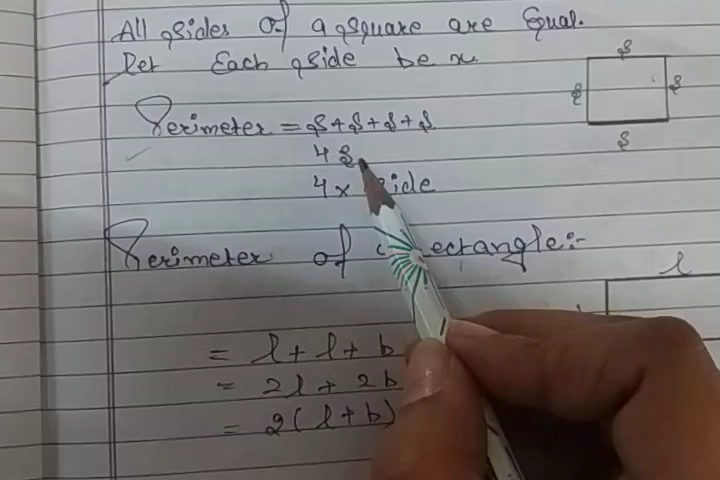 All sides of a square are Equal.
Let Each side be x.
s
s s
Perimeter = s + s + s + s
s
4 s
4 x side
Perimeter of Rectangle:-
l
= l + l + b
= 2l + 2b
= 2(l + b)